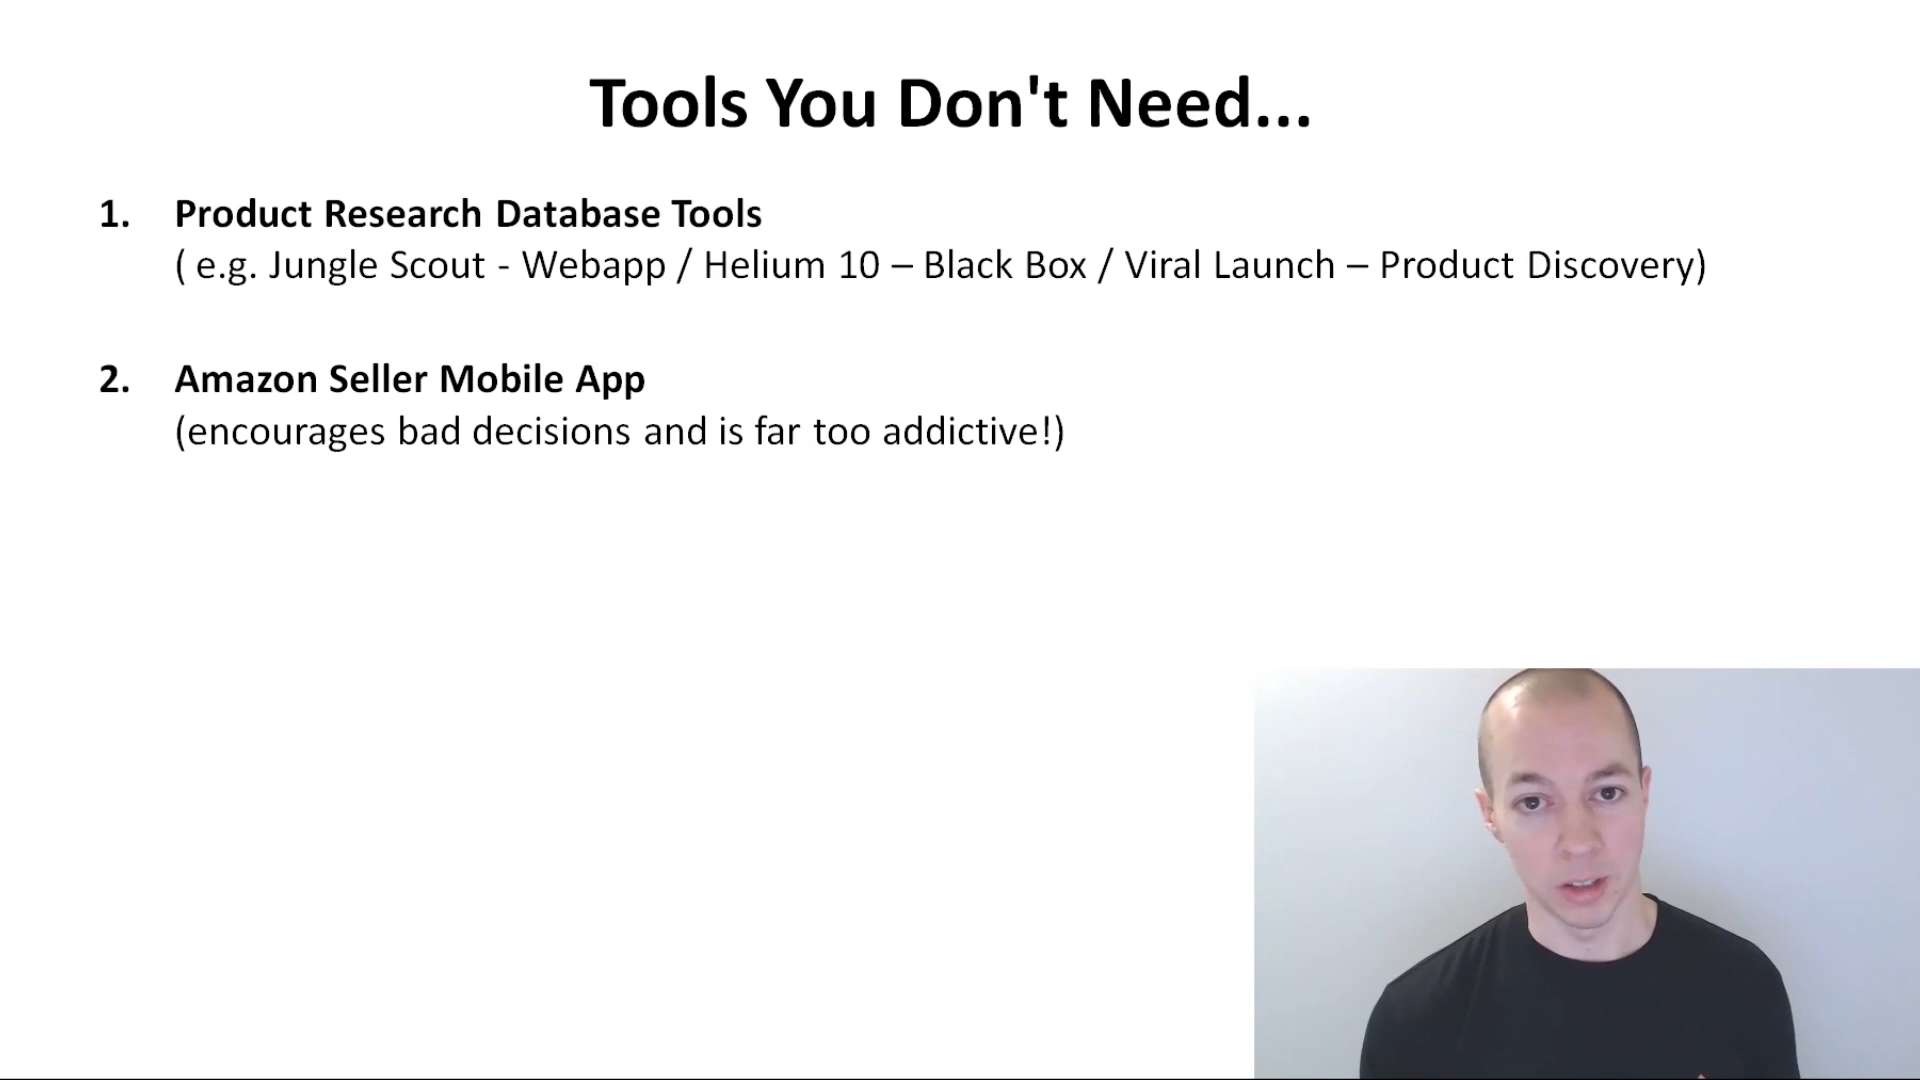 Tools You Don't Need...
1. Product Research Database Tools
( e.g. Jungle Scout - Webapp / Helium 10 – Black Box / Viral Launch – Product Discovery)
2. Amazon Seller Mobile App
(encourages bad decisions and is far too addictive!)